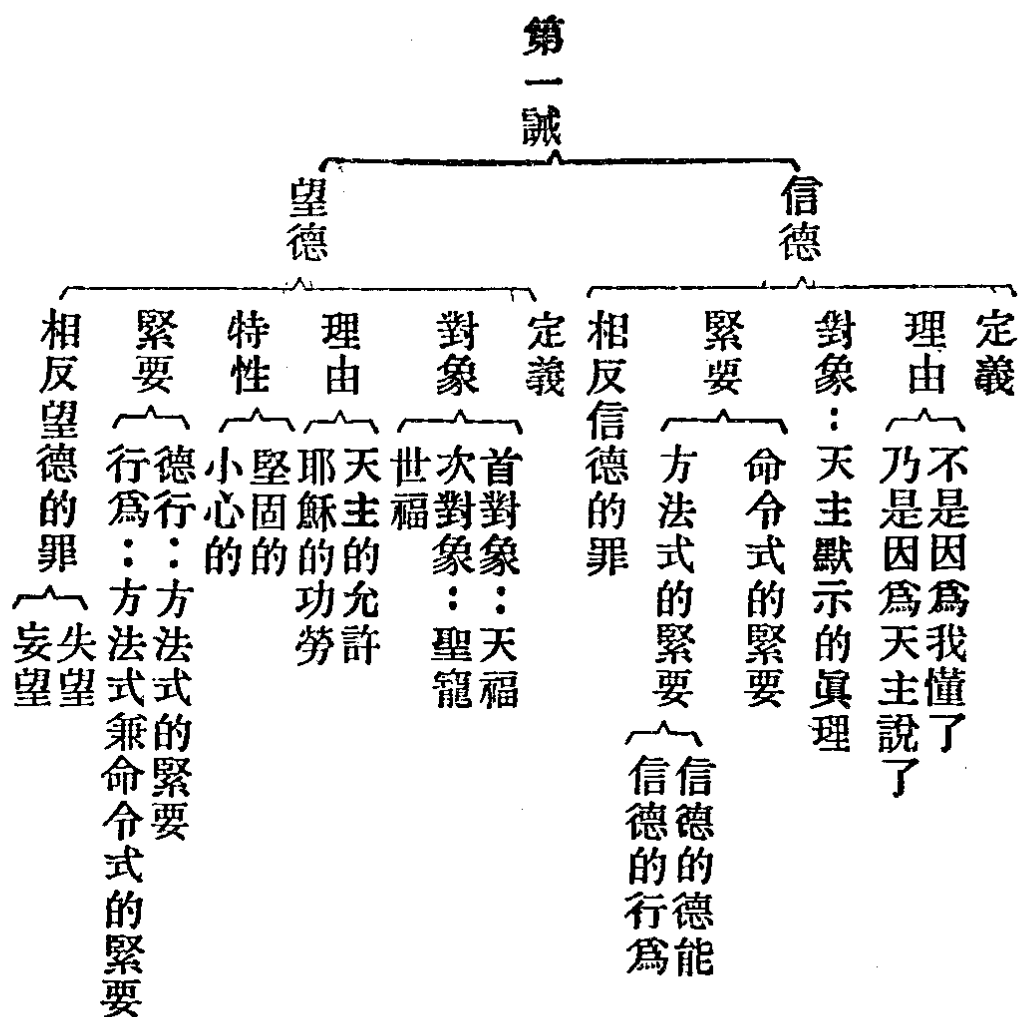 第一誡
信德
定義
理由
不是因爲我懂了
乃是因爲天主說了
對象：天主默示的眞理
緊要
命令式的緊要
方法式的緊要
信德的德能
信德的行爲
相反信德的罪
望德
定義
對象
首對象：天福
次對象：聖寵
世福
理由
天主的允許
耶穌的功勞
特性
堅固的
小心的
緊要
德行：方法式的緊要
行爲：方法式兼命令式的緊要
相反望德的罪
失望
妄望